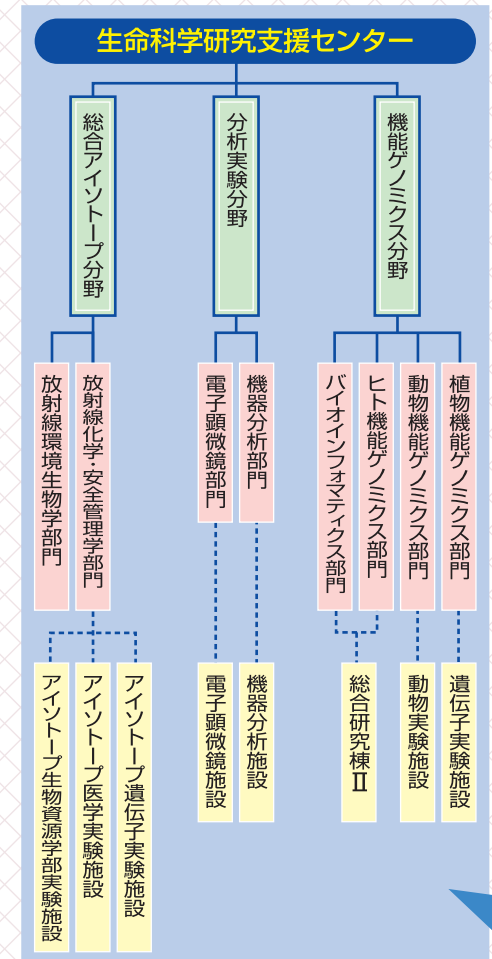 生命科学研究支援センター
機能ゲノミクス分野
分析実験分野
総合アイソトープ分野
植物機能ゲノミクス部門
動物機能ゲノミクス部門
ヒト機能ゲノミクス部門
バイオインフォマティクス部門
機器分析部門
電子顕微鏡部門
放射線化学・安全管理学部門
放射線環境生物学部門
遺伝子実験施設
動物実験施設
総合研究棟Ⅱ
機器分析施設
電子顕微鏡施設
アイソトープ遺伝子実験施設
アイソトープ医学実験施設
アイソトープ生物資源学部実験施設